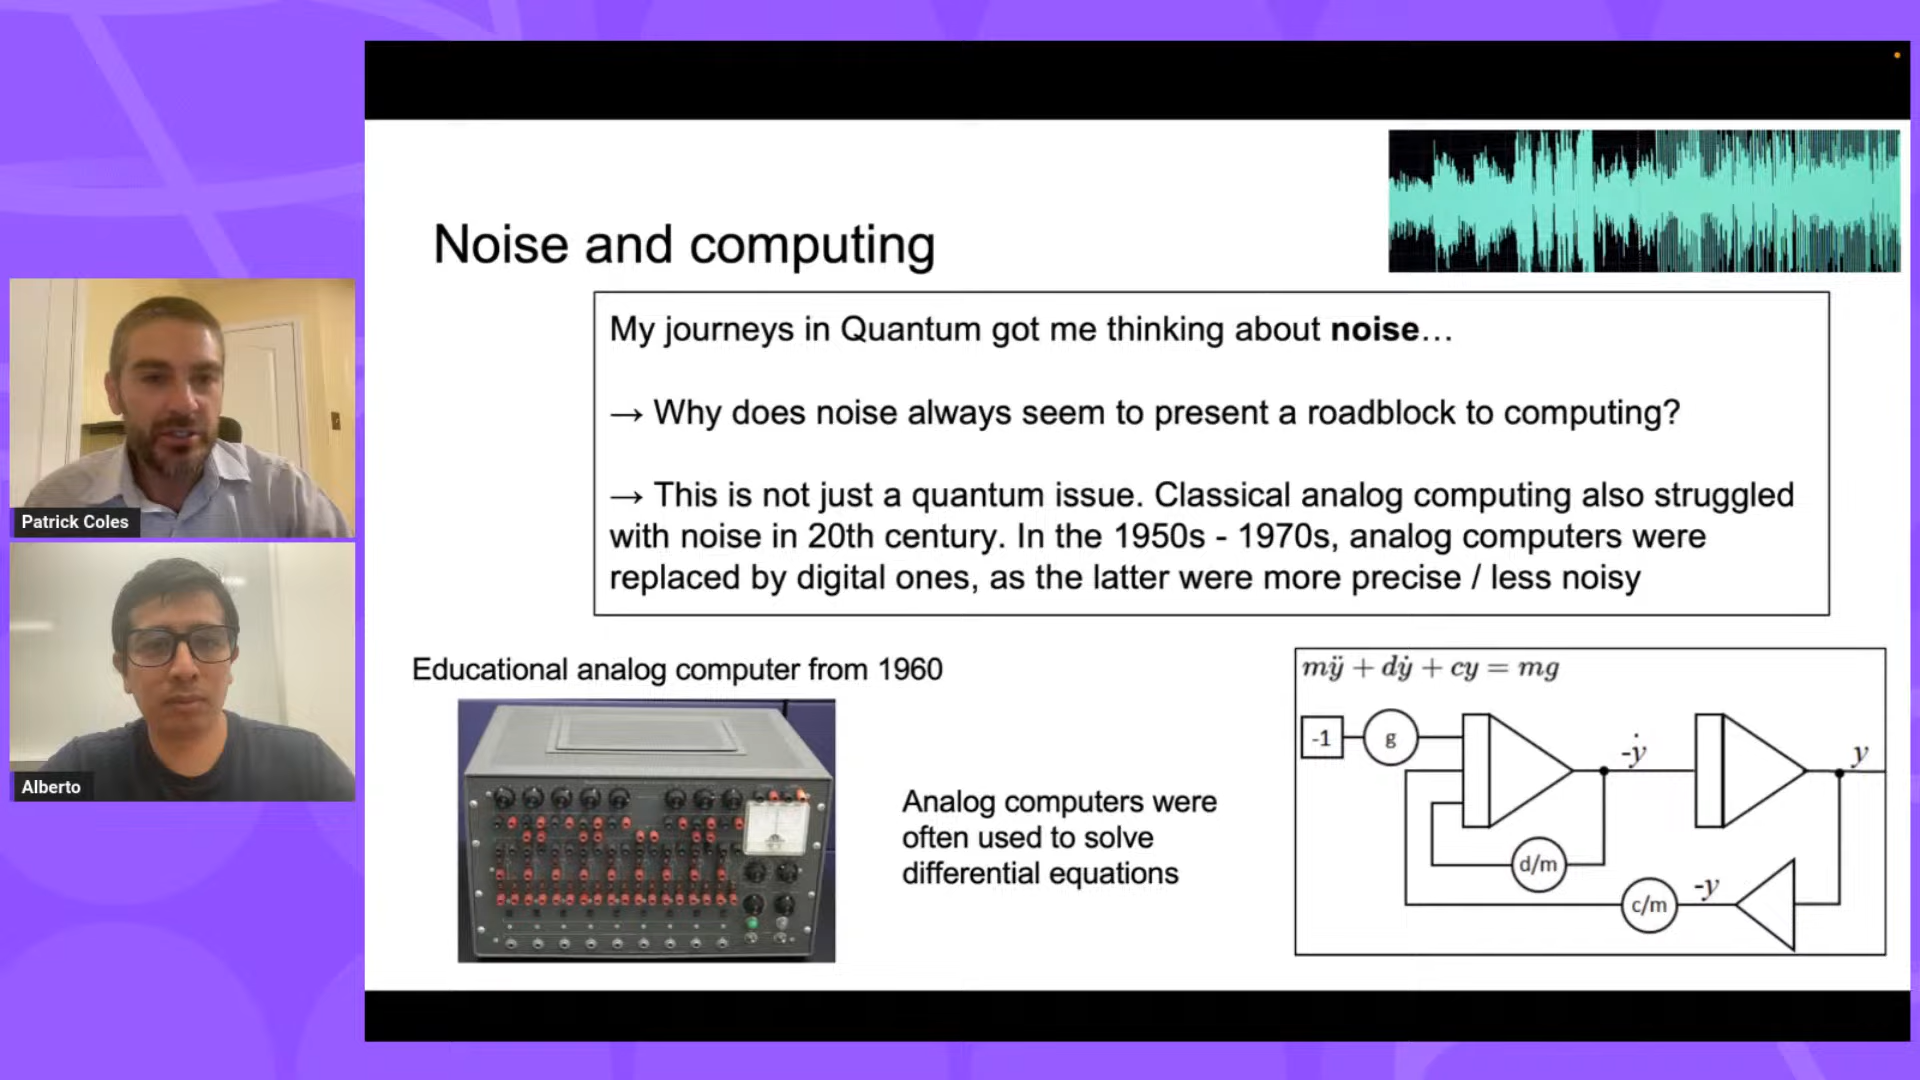 Noise and computing
My journeys in Quantum got me thinking about noise…
→ Why does noise always seem to present a roadblock to computing?
→ This is not just a quantum issue. Classical analog computing also struggled
with noise in 20th century. In the 1950s - 1970s, analog computers were
replaced by digital ones, as the latter were more precise / less noisy
Patrick Coles
Alberto
Educational analog computer from 1960
Analog computers were
often used to solve
differential equations
mÿ + dẏ + cy = mg
-1
g
-ẏ
y
d/m
c/m
-y